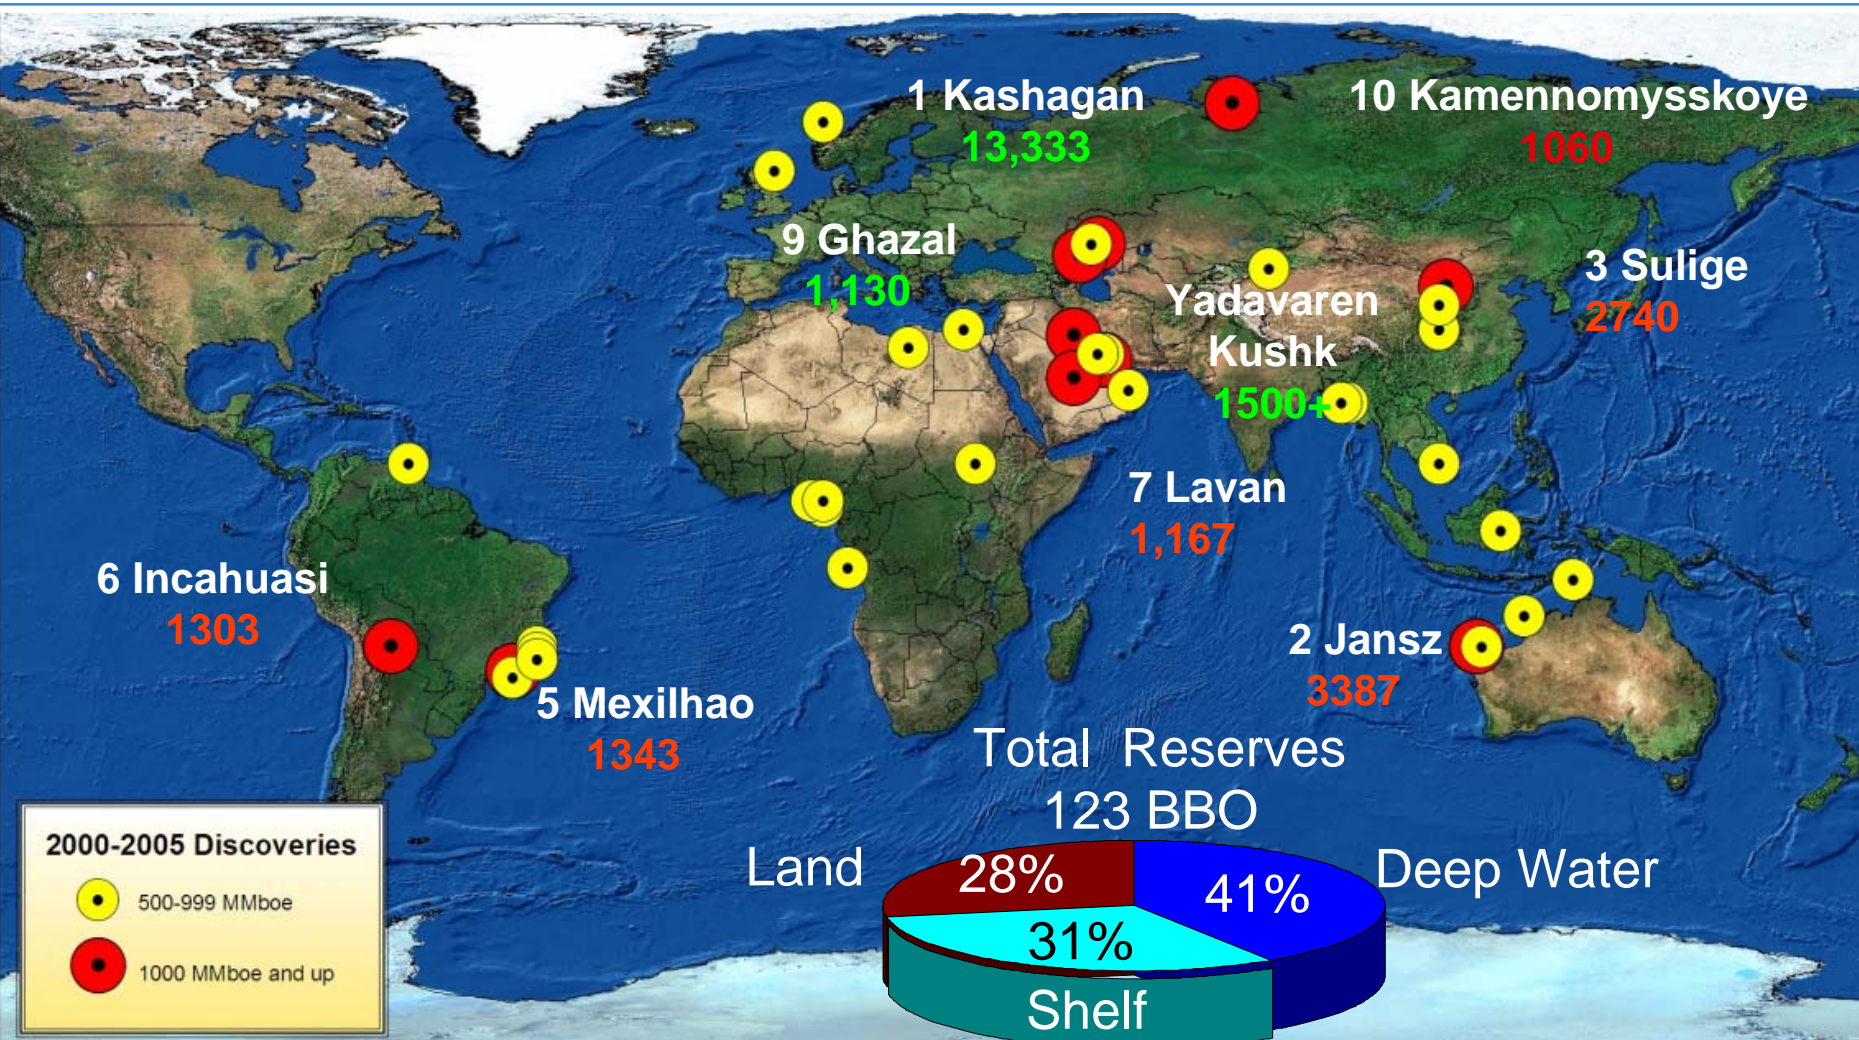 1 Kashagan
13,333
10 Kamennomysskoye
1060
9 Ghazal
1,130
3 Sulige
2740
Yadavaren
Kushk
1500+
7 Lavan
1,167
6 Incahuasi
1303
2 Jansz
3387
5 Mexilhao
1343
Total Reserves
123 BBO
Land
28%
41%
Deep Water
31%
Shelf
2000-2005 Discoveries
500-999 MMboe
1000 MMboe and up